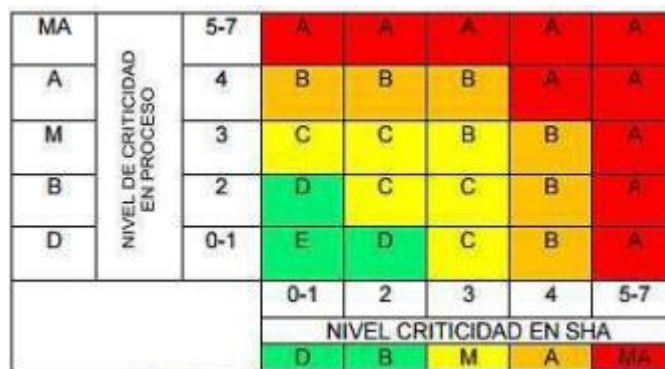 MA 5-7 A A A A A
A 4 B B B A A
M 3 C C B B A
B 2 D C C B A
D 0-1 E D C B A
NIVEL DE CRITICIDAD
EN PROCESO
0-1 2 3 4 5-7
NIVEL CRITICIDAD EN SHA
D B M A MA